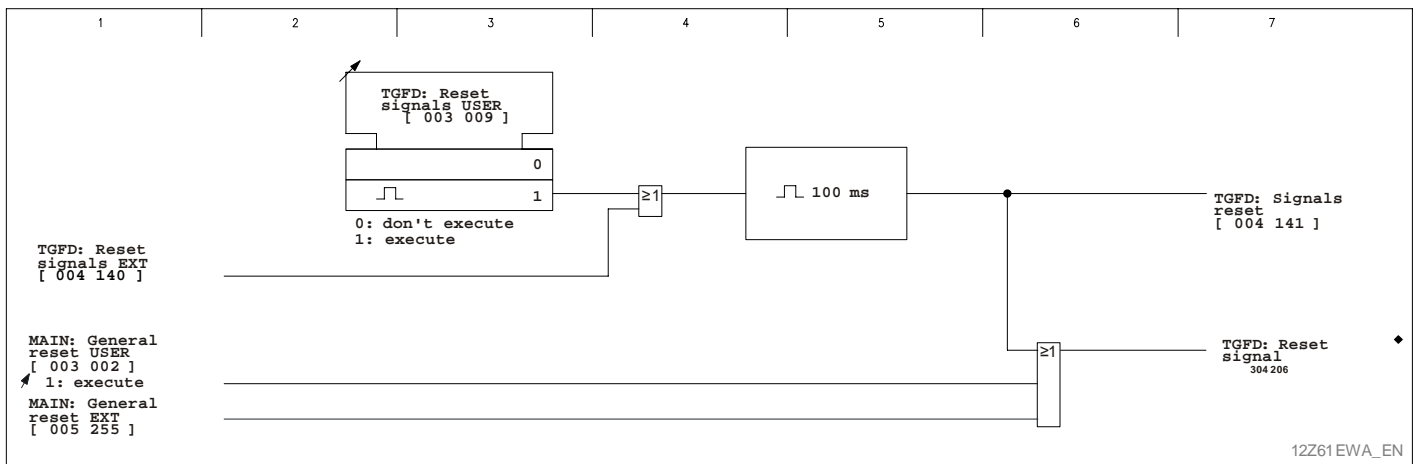 1 2 3 4 5 6 7
TGFD: Reset
signals USER
[ 003 009 ]
0
1
≥1
100 ms
0: don't execute
1: execute
TGFD: Signals
reset
[ 004 141 ]
TGFD: Reset
signals EXT
[ 004 140 ]
MAIN: General
reset USER
[ 003 002 ]
1: execute
MAIN: General
reset EXT
[ 005 255 ]
≥1
TGFD: Reset
signal
304 206
12Z61EWA_EN